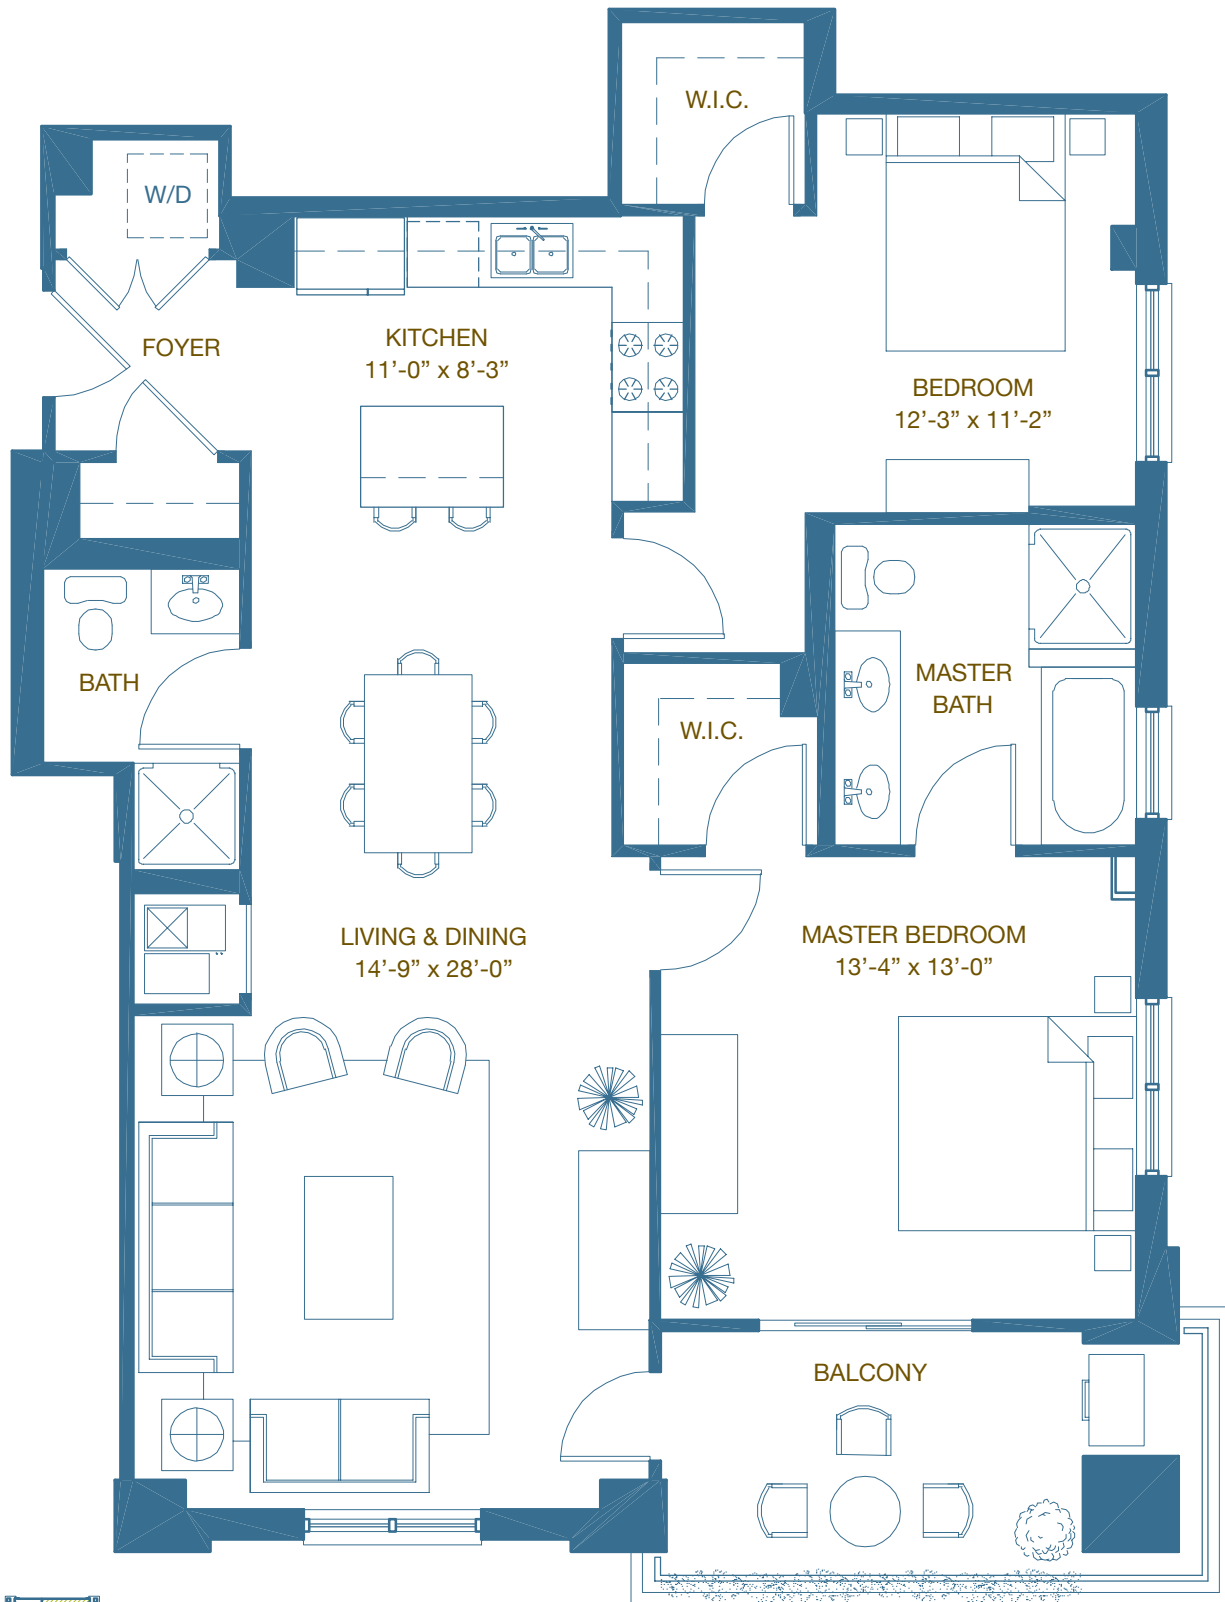 W.I.C.
W/D
FOYER
KITCHEN
11’-0” x 8’-3”
BEDROOM
12’-3” x 11’-2”
BATH
MASTER
BATH
W.I.C.
LIVING & DINING
14’-9” x 28’-0”
MASTER BEDROOM
13’-4” x 13’-0”
BALCONY